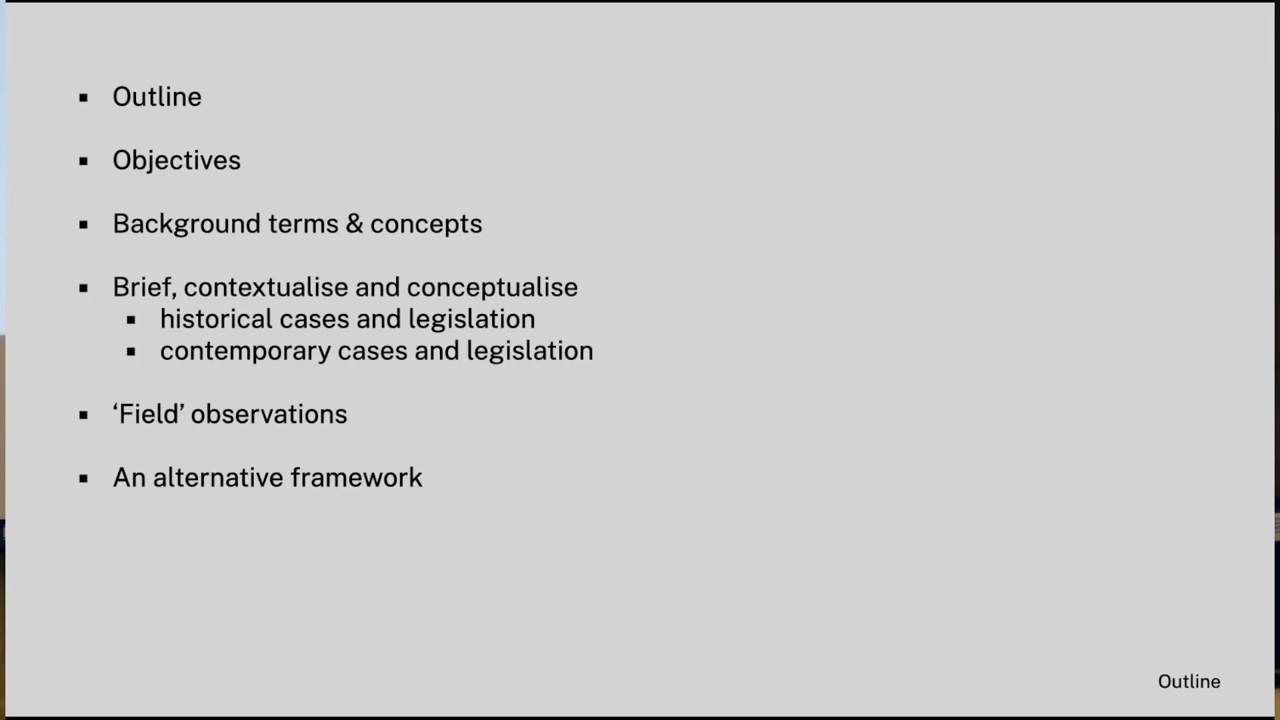 ▪ Outline
▪ Objectives
▪ Background terms & concepts
▪ Brief, contextualise and conceptualise
▪ historical cases and legislation
▪ contemporary cases and legislation
▪ ‘Field’ observations
▪ An alternative framework
Outline